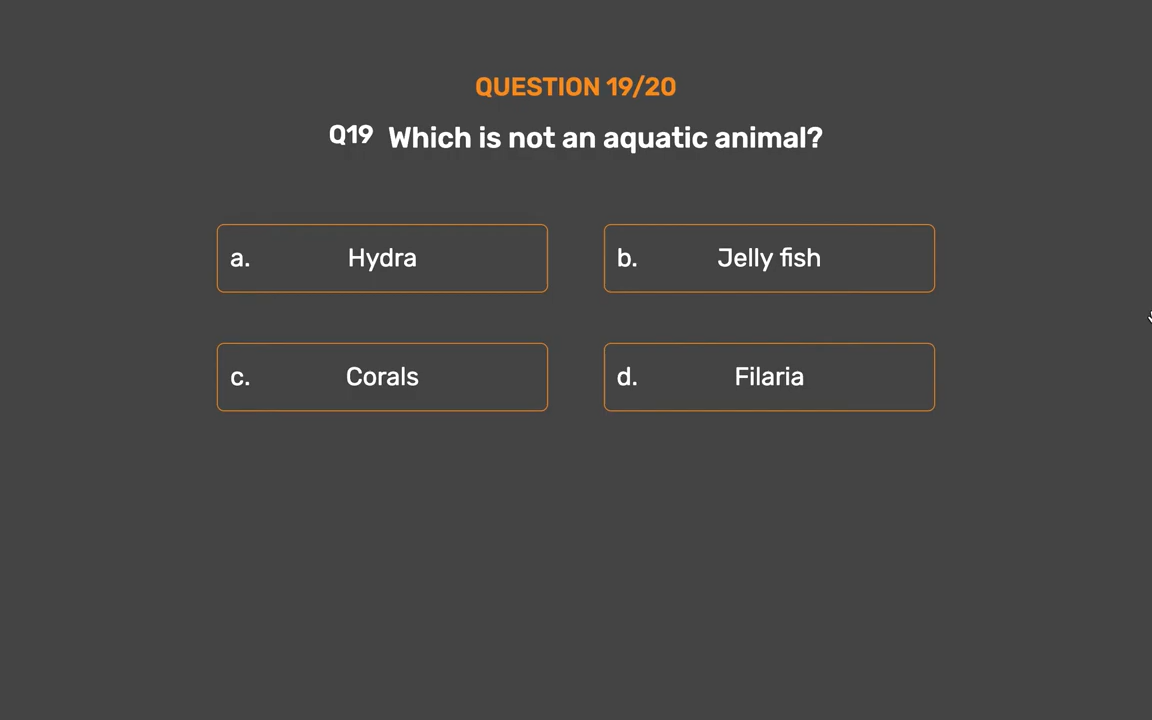 QUESTION 19/20
Q19 Which is not an aquatic animal?
a. Hydra
b. Jelly fish
c. Corals
d. Filaria